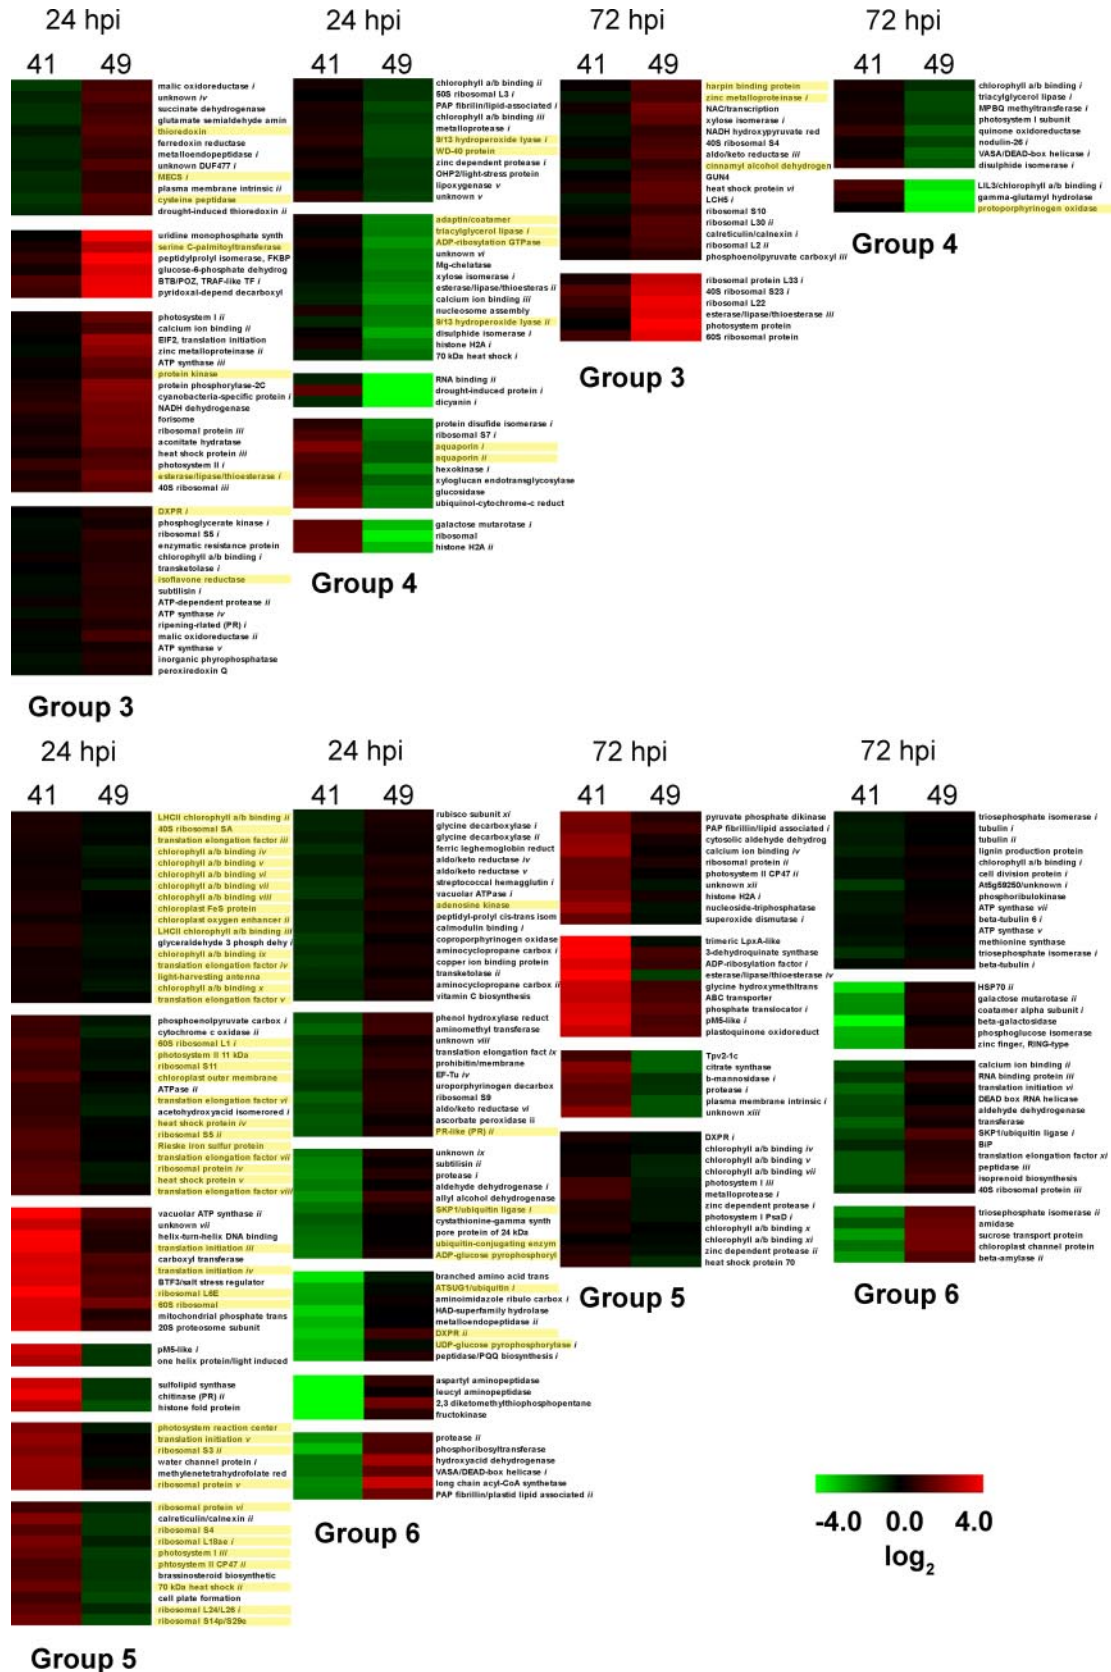 24 hpi
41 49
malic oxidoreductase i
unknown iv
succinate dehydrogenase
glutamate semialdehyde amin
thioredoxin
ferredoxin reductase
metalloendopeptidase i
unknown DUF477 i
MECS i
plasma membrane intrinsic ii
cysteine peptidase
drought-induced thioredoxin ii
uridine monophosphate synth
serine C-palmitoyltransferase
peptidylprolyl isomerase, FKBP
glucose-6-phosphate dehydrog
BTB/POZ, TRAF-like TF i
pyridoxal-depend decarboxyl
photosystem I ii
calcium ion binding ii
EIF2, translation initiation
zinc metalloproteinase ii
ATP synthase iii
protein kinase
protein phosphorylase-2C
cyanobacteria-specific protein i
NADH dehydrogenase
forisome
ribosomal protein iii
aconitate hydratase
heat shock protein iii
photosystem II i
esterase/lipase/thioesterase i
40S ribosomal iii
DXPR i
phosphoglycerate kinase i
ribosomal S5 i
enzymatic resistance protein
chlorophyll a/b binding i
transketolase i
isoflavone reductase
subtilisin i
ATP-dependent protease ii
ATP synthase iv
ripening-rlated (PR) i
malic oxidoreductase ii
ATP synthase v
inorganic phyrophosphatase
peroxiredoxin Q
Group 3
24 hpi
41 49
chlorophyll a/b binding ii
50S ribosomal L3 i
PAP fibrilin/lipid-associated i
chlorophyll a/b binding iii
metalloprotease i
9/13 hydroperoxide lyase i
WD-40 protein
zinc dependent protease i
OHP2/light-stress protein
lipoxygenase v
unknown v
adaptin/coatamer
triacylglycerol lipase i
ADP-ribosylation GTPase
unknown vi
Mg-chelatase
xylose isomerase i
esterase/lipase/thioesteras ii
calcium ion binding iii
nucleosome assembly
9/13 hydroperoxide lyase ii
disulphide isomerase i
histone H2A i
70 kDa heat shock i
RNA binding ii
drought-induced protein i
dicyanin i
protein disulfide isomerase i
ribosomal S7 i
aquaporin i
aquaporin ii
hexokinase i
xyloglucan endotransglycosylase
glucosidase
ubiquinol-cytochrome-c reduct
galactose mutarotase i
ribosomal
histone H2A ii
Group 4
72 hpi
41 49
harpin binding protein
zinc metalloproteinase i
NAC/transcription
xylose isomerase i
NADH hydroxypyruvate red
40S ribosomal S4
aldo/keto reductase iii
cinnamyl alcohol dehydrogen
GUN4
heat shock protein vi
LCH5 i
ribosomal S10
ribosomal L30 ii
calreticulin/calnexin i
ribosomal L2 ii
phosphoenolpyruvate carboxyl iii
ribosomal protein L33 i
40S ribosomal S23 i
ribosomal L22
esterase/lipase/thioesterase iii
photosystem protein
60S ribosomal protein
Group 3
72 hpi
41 49
chlorophyll a/b binding i
triacylglycerol lipase i
MPBQ methyltransferase i
photosystem I subunit
quinone oxidoreductase
nodulin-26 i
VASA/DEAD-box helicase i
disulphide isomerase i
LIL3/chlorophyll a/b binding i
gamma-glutamyl hydrolase
protoporphyrinogen oxidase
Group 4
24 hpi
41 49
LHCII chlorophyll a/b binding ii
40S ribosomal SA
translation elongation factor iii
chlorophyll a/b binding iv
chlorophyll a/b binding v
chlorophyll a/b binding vi
chlorophyll a/b binding vii
chlorophyll a/b binding viii
chloroplast FeS protein
chloroplast oxygen enhancer ii
LHCII chlorophyll a/b binding iii
glyceraldehyde 3 phosph dehy i
chlorophyll a/b binding ix
translation elongation factor iv
light-harvesting antenna
chlorophyll a/b binding x
translation elongation factor v
phosphoenolpyruvate carbox i
cytochrome c oxidase ii
60S ribosomal L1 i
photosystem II 11 kDa
ribosomal S11
chloroplast outer membrane
ATPase ii
translation elongation factor vi
acetohydroxyacid isomerored i
heat shock protein iv
ribosomal S5 ii
Rieske iron sulfur protein
translation elongation factor vii
ribosomal protein iv
heat shock protein v
translation elongation factor viii
vacuolar ATP synthase ii
unknown vii
helix-turn-helix DNA binding
translation initiation iii
carboxyl transferase
translation initiation iv
BTF3/salt stress regulator
ribosomal L6E
60S ribosomal
mitochondrial phosphate trans
20S proteosome subunit
pM5-like i
one helix protein/light induced
sulfolipid synthase
chitinase (PR) ii
histone fold protein
photosystem reaction center
translation initiation v
ribosomal S3 ii
water channel protein i
methylenetetrahydrofolate red
ribosomal protein v
ribosomal protein vi
calreticulin/calnexin ii
ribosomal S4
ribosomal L18ae i
photosystem I iii
phtosystem II CP47 ii
brassinosteroid biosynthetic
70 kDa heat shock ii
cell plate formation
ribosomal L24/L26 i
ribosomal S14p/S29e
Group 5
24 hpi
41 49
rubisco subunit xi
glycine decarboxylase i
glycine decarboxylase ii
ferric leghemoglobin reduct
aldo/keto reductase iv
aldo/keto reductase v
streptococcal hemagglutin i
vacuolar ATPase i
adenosine kinase
peptidyl-prolyl cis-trans isom
calmodulin binding i
coproporphyrinogen oxidase
aminocyclopropane carbox i
copper ion binding protein
transketolase ii
aminocyclopropane carbox ii
vitamin C biosynthesis
phenol hydroxylase reduct
aminomethyl transferase
unknown viii
translation elongation fact ix
prohibitin/membrane
EF-Tu iv
uroporphyrinogen decarbox
ribosomal S9
aldo/keto reductase vi
ascorbate peroxidase ii
PR-like (PR) ii
unknown ix
subtilisin ii
protease i
aldehyde dehydrogenase i
allyl alcohol dehydrogenase
SKP1/ubiquitin ligase i
cystathionine-gamma synth
pore protein of 24 kDa
ubiquitin-conjugating enzym
ADP-glucose pyrophosphoryl
branched amino acid trans
ATSUG1/ubiquitin i
aminoimidazole ribulo carbox i
HAD-superfamily hydrolase
metalloendopeptidase ii
DXPR ii
UDP-glucose pyrophosphorylase i
peptidase/PQQ biosynthesis i
aspartyl aminopeptidase
leucyl aminopeptidase
2,3 diketomethylthiophosphopentane
fructokinase
protease ii
phosphoribosyltransferase
hydroxyacid dehydrogenase
VASA/DEAD-box helicase i
long chain acyl-CoA synthetase
PAP fibrillin/plastid lipid associated ii
Group 6
72 hpi
41 49
pyruvate phosphate dikinase
PAP fibrillin/lipid associated i
cytosolic aldehyde dehydrog
calcium ion binding iv
ribosomal protein ii
photosystem II CP47 ii
unknown xii
histone H2A i
nucleoside-triphosphatase
superoxide dismutase i
trimeric LpxA-like
3-dehydroquinate synthase
ADP-ribosylation factor i
esterase/lipase/thioesterase iv
glycine hydroxymethltrans
ABC transporter
phosphate translocator i
pM5-like i
plastoquinone oxidoreduct
Tpv2-1c
citrate synthase
b-mannosidase i
protease i
plasma membrane intrinsic i
unknown xiii
DXPR i
chlorophyll a/b binding iv
chlorophyll a/b binding v
chlorophyll a/b binding vii
photosystem I iii
metalloprotease i
zinc dependent protease i
photosystem I PsaD i
chlorophyll a/b binding x
chlorophyll a/b binding xi
zinc dependent protease ii
heat shock protein 70
Group 5
72 hpi
41 49
triosephosphate isomerase i
tubulin i
tubulin ii
lignin production protein
chlorophyll a/b binding i
cell division protein i
At5g59250/unknown i
phosphoribulokinase
ATP synthase vii
beta-tubulin 6 i
ATP synthase v
methionine synthase
triosephosphate isomerase i
beta-tubulin i
HSP70 ii
galactose mutarotase ii
coatamer alpha subunit i
beta-galactosidase
phosphoglucose isomerase
zinc finger, RING-type
calcium ion binding ii
RNA binding protein iii
translation initiation vi
DEAD box RNA helicase
aldehyde dehydrogenase
transferase
SKP1/ubiquitin ligase i
BiP
translation elongation factor xi
peptidase iii
isoprenoid biosynthesis
40S ribosomal protein iii
triosephosphate isomerase ii
amidase
sucrose transport protein
chloroplast channel protein
beta-amylase ii
Group 6
-4.0 0.0 4.0
log2